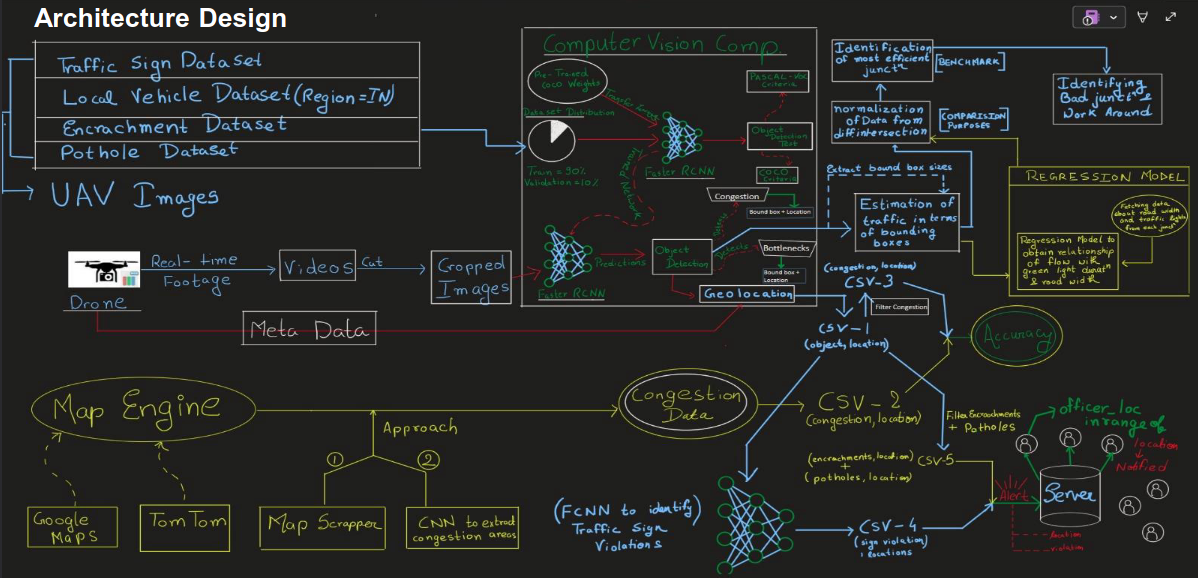 Architecture Design
Traffic Sign Dataset
Local Vehicle Dataset (Region=IN)
Encrachment Dataset
Pothole Dataset
UAV Images
Drone
Real-time
Footage
Videos
Cut
Cropped
Images
Meta Data
Computer Vision Comp.
Pre-Trained
COCO Weights
Transfer learning
Dataset Distribution
Train = 90%
Validation = 10%
Faster RCNN
Trained Network
PASCAL-VOC
Criteria
Object
Detection
Test
COCO
Criteria
Congestion
Bound box + Location
Faster RCNN
Predictions
Object
Detection
Detects
Bottlenecks
Bound box +
Location
Geolocation
Identification
of most efficient
junctn
[BENCHMARK]
Identifying
Bad junctn &
Work Around
normalization
of Data from
diff intersection
[COMPARISION
PURPOSES]
Extract bound box sizes
Estimation of
traffic in terms
of bounding
boxes
REGRESSION MODEL
Fetching data
about road width
and traffic lights
from each junctn
Regression Model to
obtain relationship
of flow with
green light duratn
& road width
(congestion, location)
CSV-3
Filter Congestion
CSV-1
(object, location)
Accuracy
Map Engine
Approach
1
2
Google
Maps
TomTom
Map Scrapper
CNN to extract
congestion areas
Congestion
Data
CSV-2
(congestion, location)
Filter Encrachments
+ Patholes
(encrachments, location)
+
(potholes, location)
CSV-5
(FCNN to identify)
Traffic Sign
Violations
CSV-4
(sign violation)
, locations
Alert
location
violation
Server
officer_loc
in range of
location
Notified